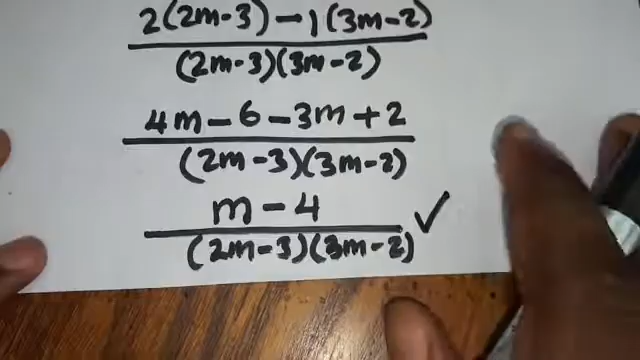 2(2m-3) - 1(3m-2)
(2m-3)(3m-2)
4m - 6 - 3m + 2
(2m-3)(3m-2)
m - 4
(2m-3)(3m-2) ✓